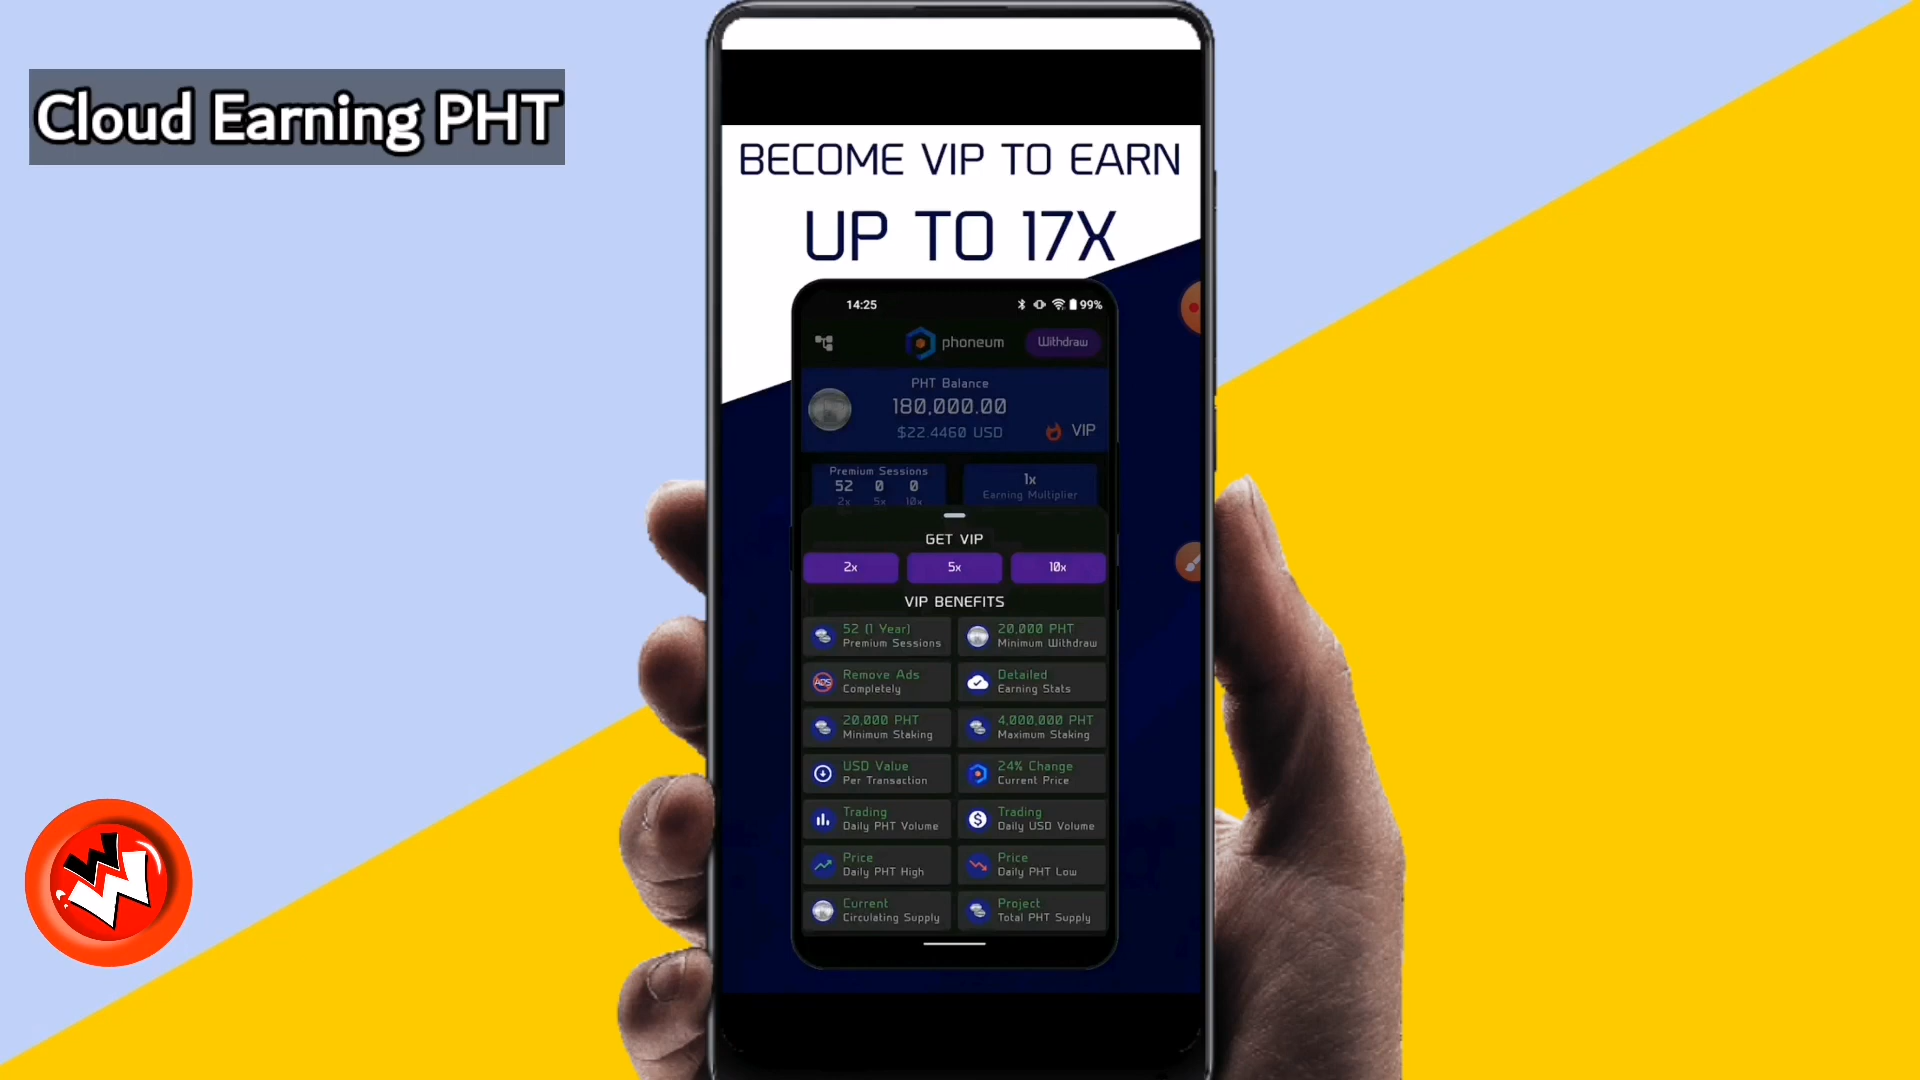 Cloud Earning PHT
BECOME VIP TO EARN
UP TO 17X
14:25
99%
phoneum
Withdraw
PHT Balance
180,000.00
$22.4460 USD
VIP
Premium Sessions
52 0 0
2x 5x 10x
1x
Earning Multiplier
GET VIP
2x
5x
10x
VIP BENEFITS
52 (1 Year)
Premium Sessions
20,000 PHT
Minimum Withdraw
Remove Ads
Completely
ADS
Detailed
Earning Stats
20,000 PHT
Minimum Staking
4,000,000 PHT
Maximum Staking
USD Value
Per Transaction
24% Change
Current Price
Trading
Daily PHT Volume
Trading
Daily USD Volume
Price
Daily PHT High
Price
Daily PHT Low
Current
Circulating Supply
Project
Total PHT Supply
W